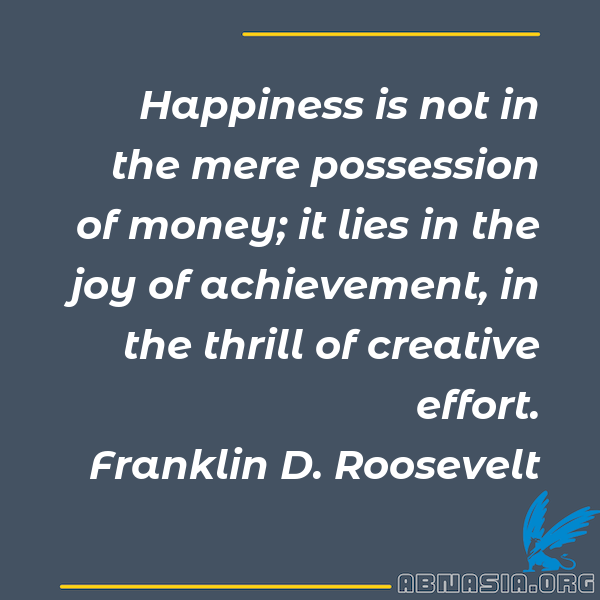 Happiness is not in
the mere possession
of money; it lies in the
joy of achievement, in
the thrill of creative
effort.
Franklin D. Roosevelt
ABNASIA.ORG